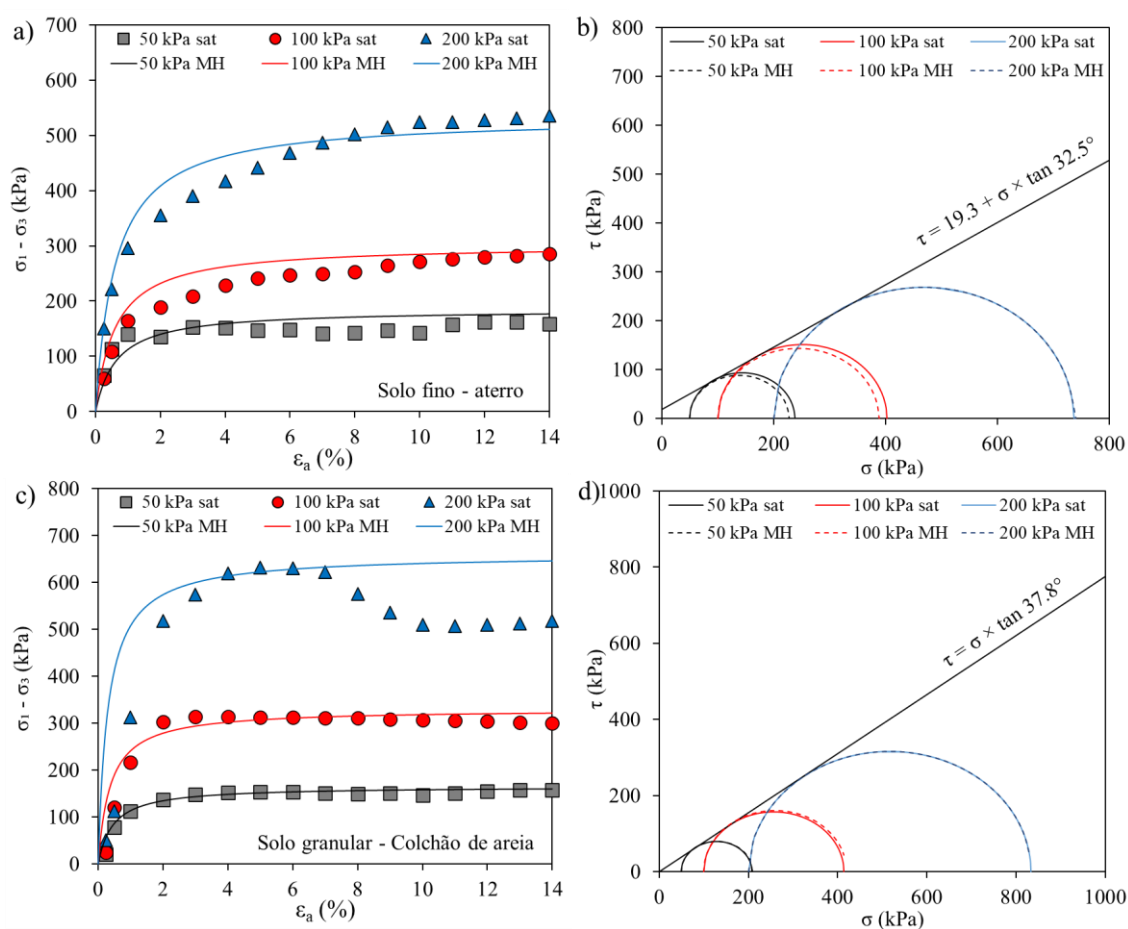 a)
700
600
500
400
300
200
100
0
σ₁ - σ₃ (kPa)
50 kPa sat 100 kPa sat 200 kPa sat
50 kPa MH 100 kPa MH 200 kPa MH
Solo fino - aterro
0 2 4 6 8 10 12 14
εₐ (%)
b)
800
700
600
500
400
300
200
100
0
τ (kPa)
50 kPa sat 100 kPa sat 200 kPa sat
50 kPa MH 100 kPa MH 200 kPa MH
τ = 19.3 + σ × tan 32.5°
0 200 400 600 800
σ (kPa)
c)
800
700
600
500
400
300
200
100
0
σ₁ - σ₃ (kPa)
50 kPa sat 100 kPa sat 200 kPa sat
50 kPa MH 100 kPa MH 200 kPa MH
Solo granular - Colchão de areia
0 2 4 6 8 10 12 14
εₐ (%)
d)
1000
800
600
400
200
0
τ (kPa)
50 kPa sat 100 kPa sat 200 kPa sat
50 kPa MH 100 kPa MH 200 kPa MH
τ = σ × tan 37.8°
0 200 400 600 800 1000
σ (kPa)